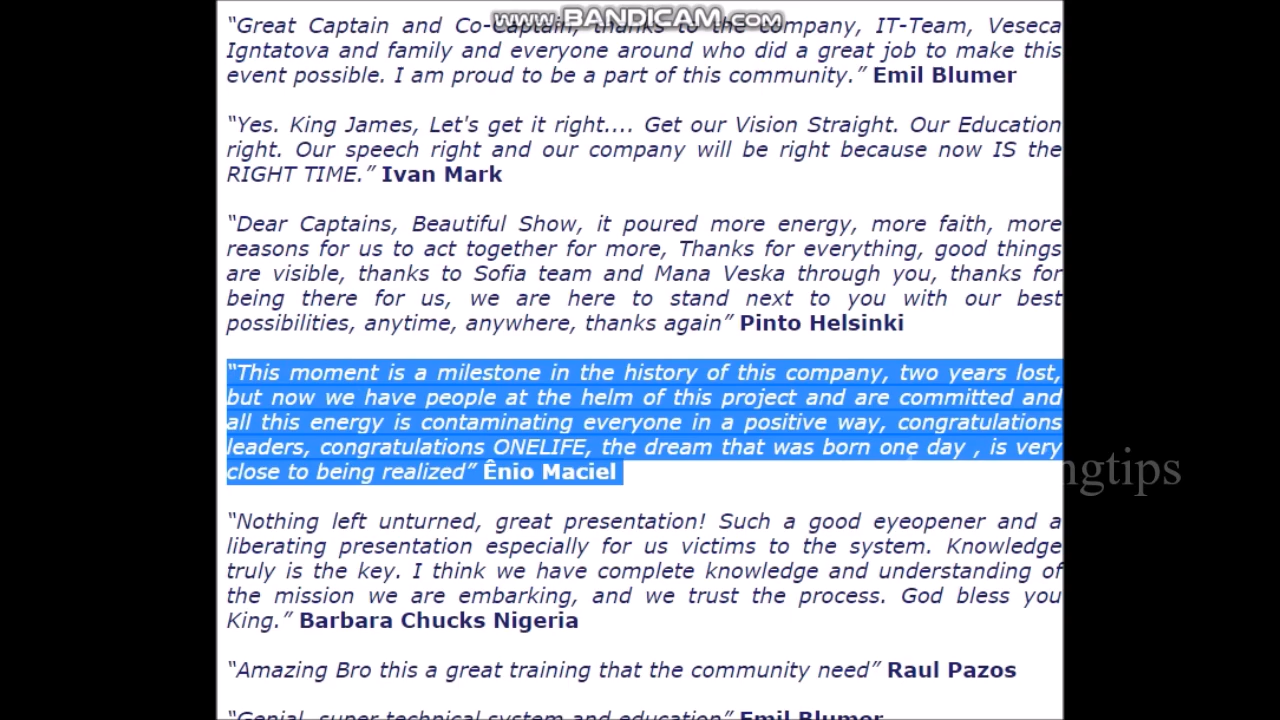 www.BANDICAM.com
“Great Captain and Co-Captain, thanks to the company, IT-Team, Veseca
Igntatova and family and everyone around who did a great job to make this
event possible. I am proud to be a part of this community.” Emil Blumer
“Yes. King James, Let's get it right.... Get our Vision Straight. Our Education
right. Our speech right and our company will be right because now IS the
RIGHT TIME.” Ivan Mark
“Dear Captains, Beautiful Show, it poured more energy, more faith, more
reasons for us to act together for more, Thanks for everything, good things
are visible, thanks to Sofia team and Mana Veska through you, thanks for
being there for us, we are here to stand next to you with our best
possibilities, anytime, anywhere, thanks again” Pinto Helsinki
“This moment is a milestone in the history of this company, two years lost,
but now we have people at the helm of this project and are committed and
all this energy is contaminating everyone in a positive way, congratulations
leaders, congratulations ONELIFE, the dream that was born one day , is very
close to being realized” Ênio Maciel
ngtips
“Nothing left unturned, great presentation! Such a good eyeopener and a
liberating presentation especially for us victims to the system. Knowledge
truly is the key. I think we have complete knowledge and understanding of
the mission we are embarking, and we trust the process. God bless you
King.” Barbara Chucks Nigeria
“Amazing Bro this a great training that the community need” Raul Pazos
“Genial, super technical system and education” Emil Blumer